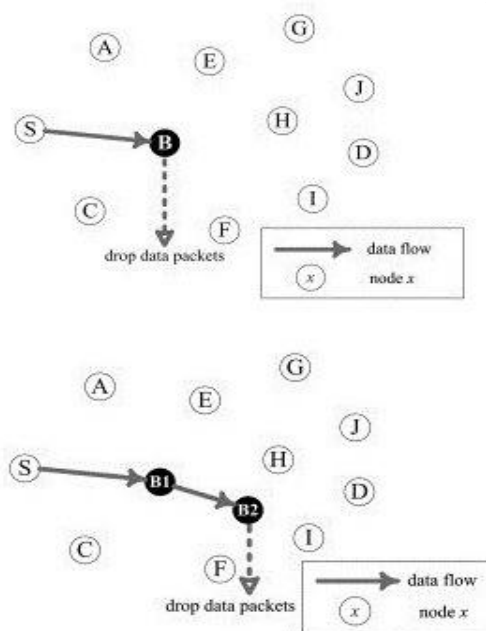 G
A
E
J
S
B
H
D
C
I
F
drop data packets
data flow
x node x
G
A
E
J
S
H
B1
D
B2
C
I
F
drop data packets
data flow
x node x